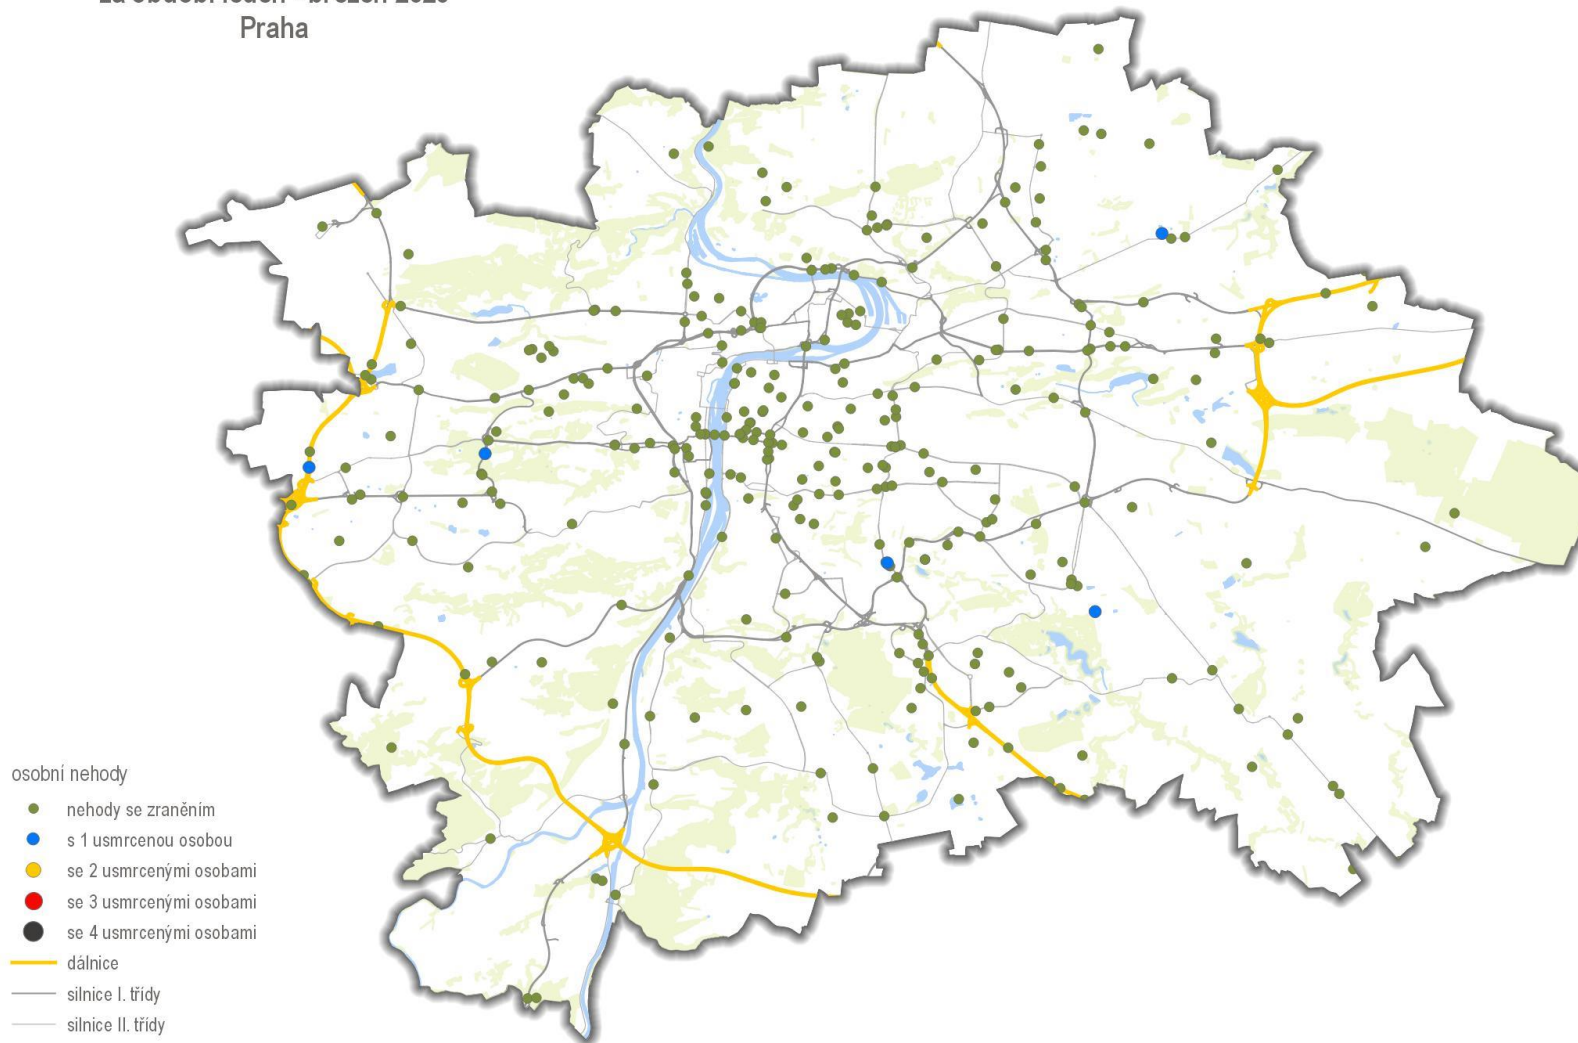 Praha
osobní nehody
nehody se zraněním
s 1 usmrcenou osobou
se 2 usmrcenými osobami
se 3 usmrcenými osobami
se 4 usmrcenými osobami
dálnice
silnice I. třídy
silnice II. třídy